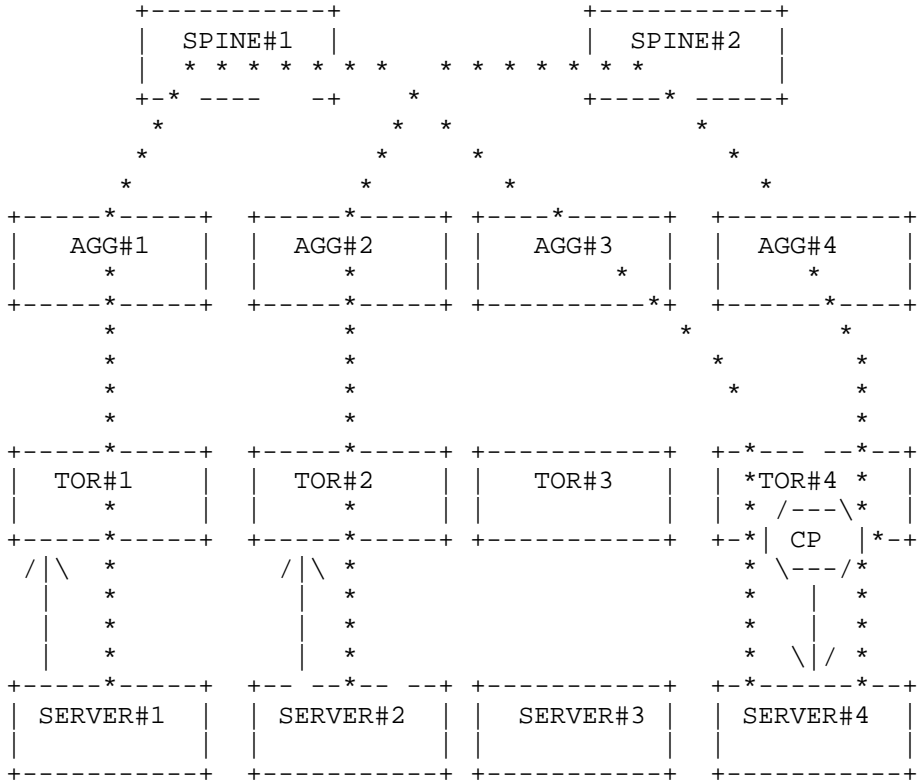 SPINE#1 SPINE#2
AGG#1 AGG#2 AGG#3 AGG#4
TOR#1 TOR#2 TOR#3 TOR#4
CP
SERVER#1 SERVER#2 SERVER#3 SERVER#4